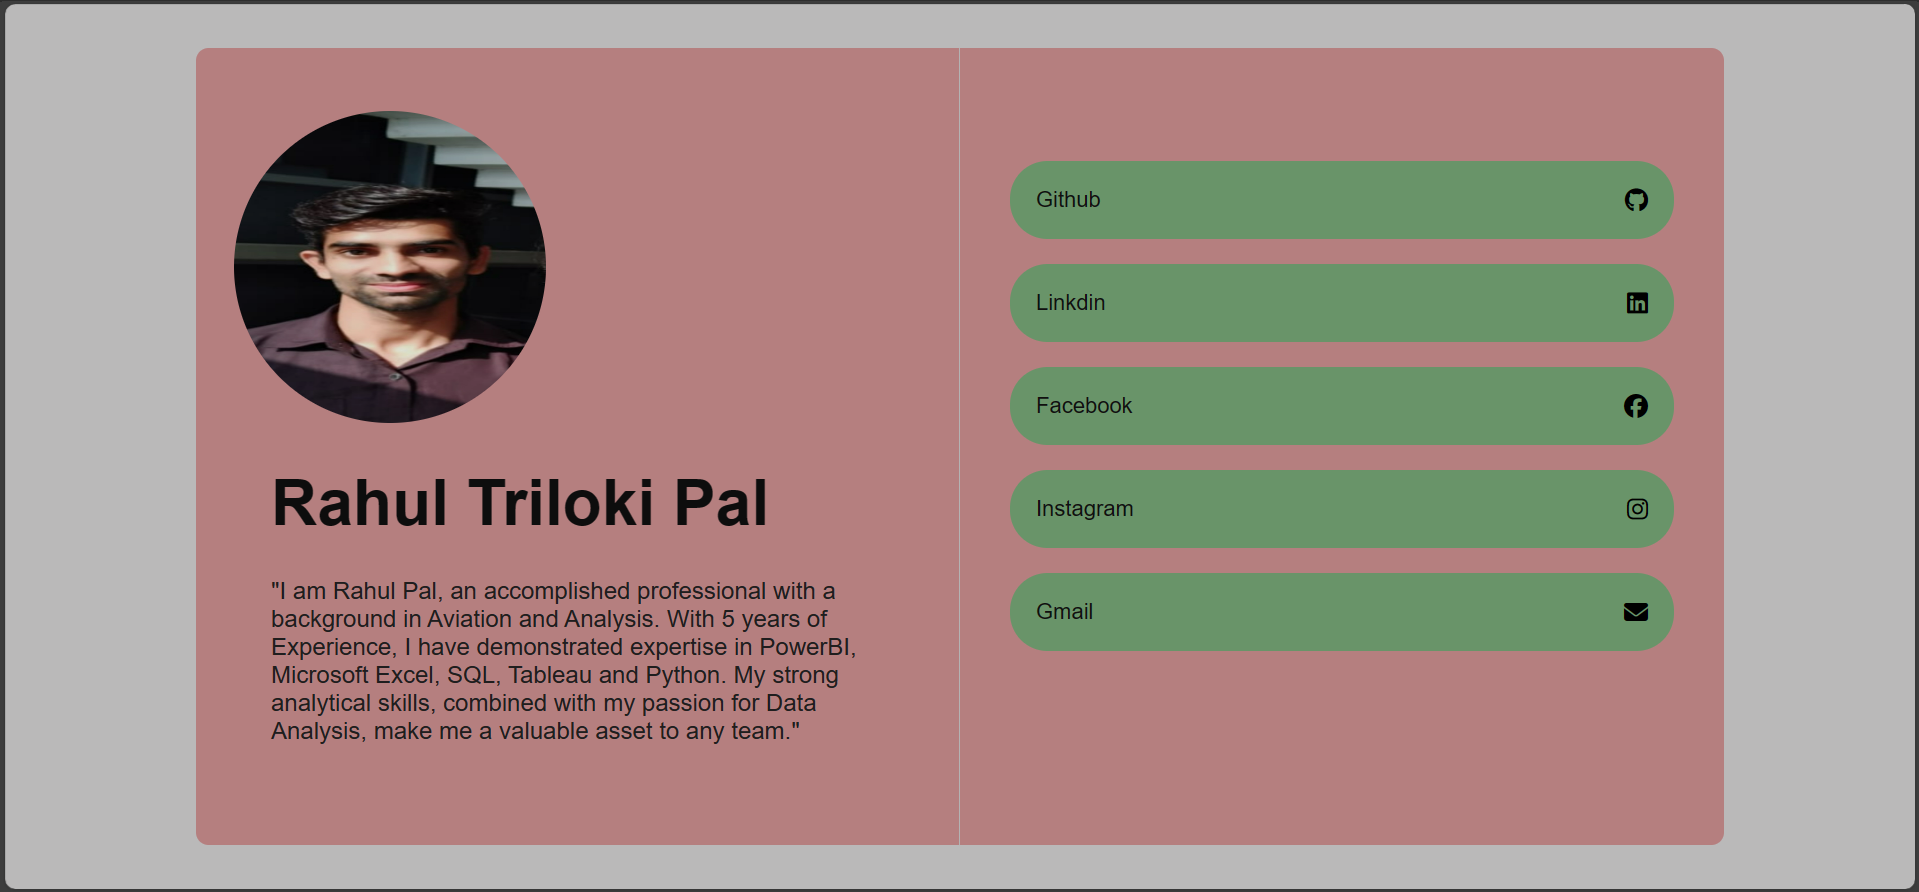 Rahul Triloki Pal
"I am Rahul Pal, an accomplished professional with a
background in Aviation and Analysis. With 5 years of
Experience, I have demonstrated expertise in PowerBI,
Microsoft Excel, SQL, Tableau and Python. My strong
analytical skills, combined with my passion for Data
Analysis, make me a valuable asset to any team."
Github
Linkdin
Facebook
Instagram
Gmail